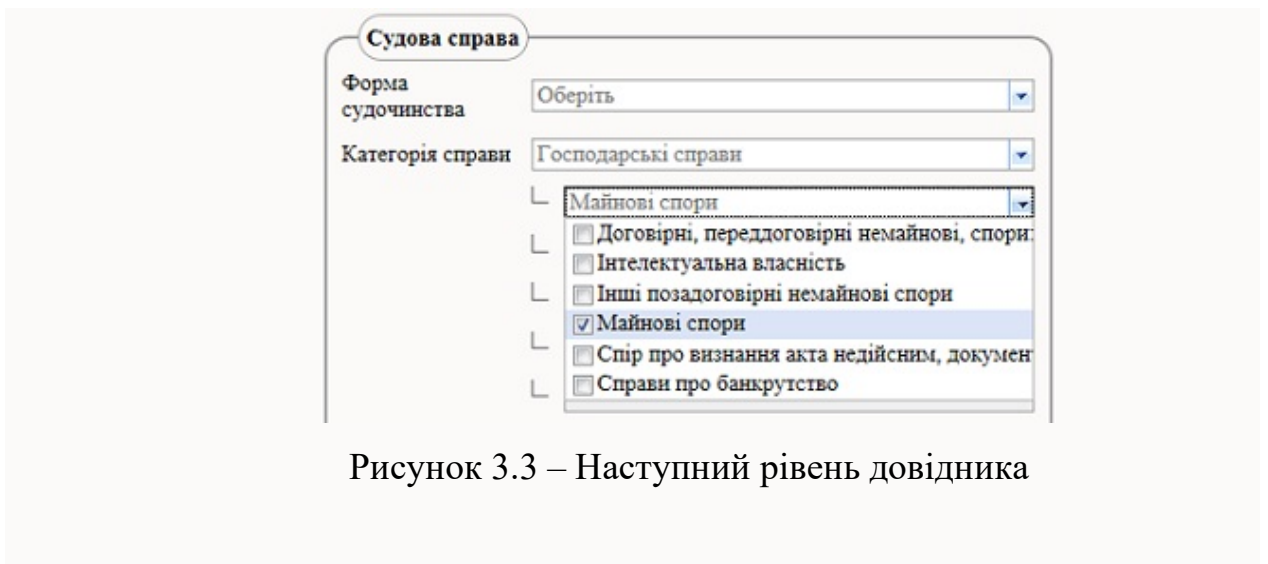 Судова справа
Форма
судочинства
Оберіть
Категорія справи Господарські справи
Майнові спори
Договірні, переддоговірні немайнові, спори
Інтелектуальна власність
Інші позадоговірні немайнові спори
Майнові спори
Спір про визнання акта недійсним, докумен
Справи про банкрутство
Рисунок 3.3 – Наступний рівень довідника